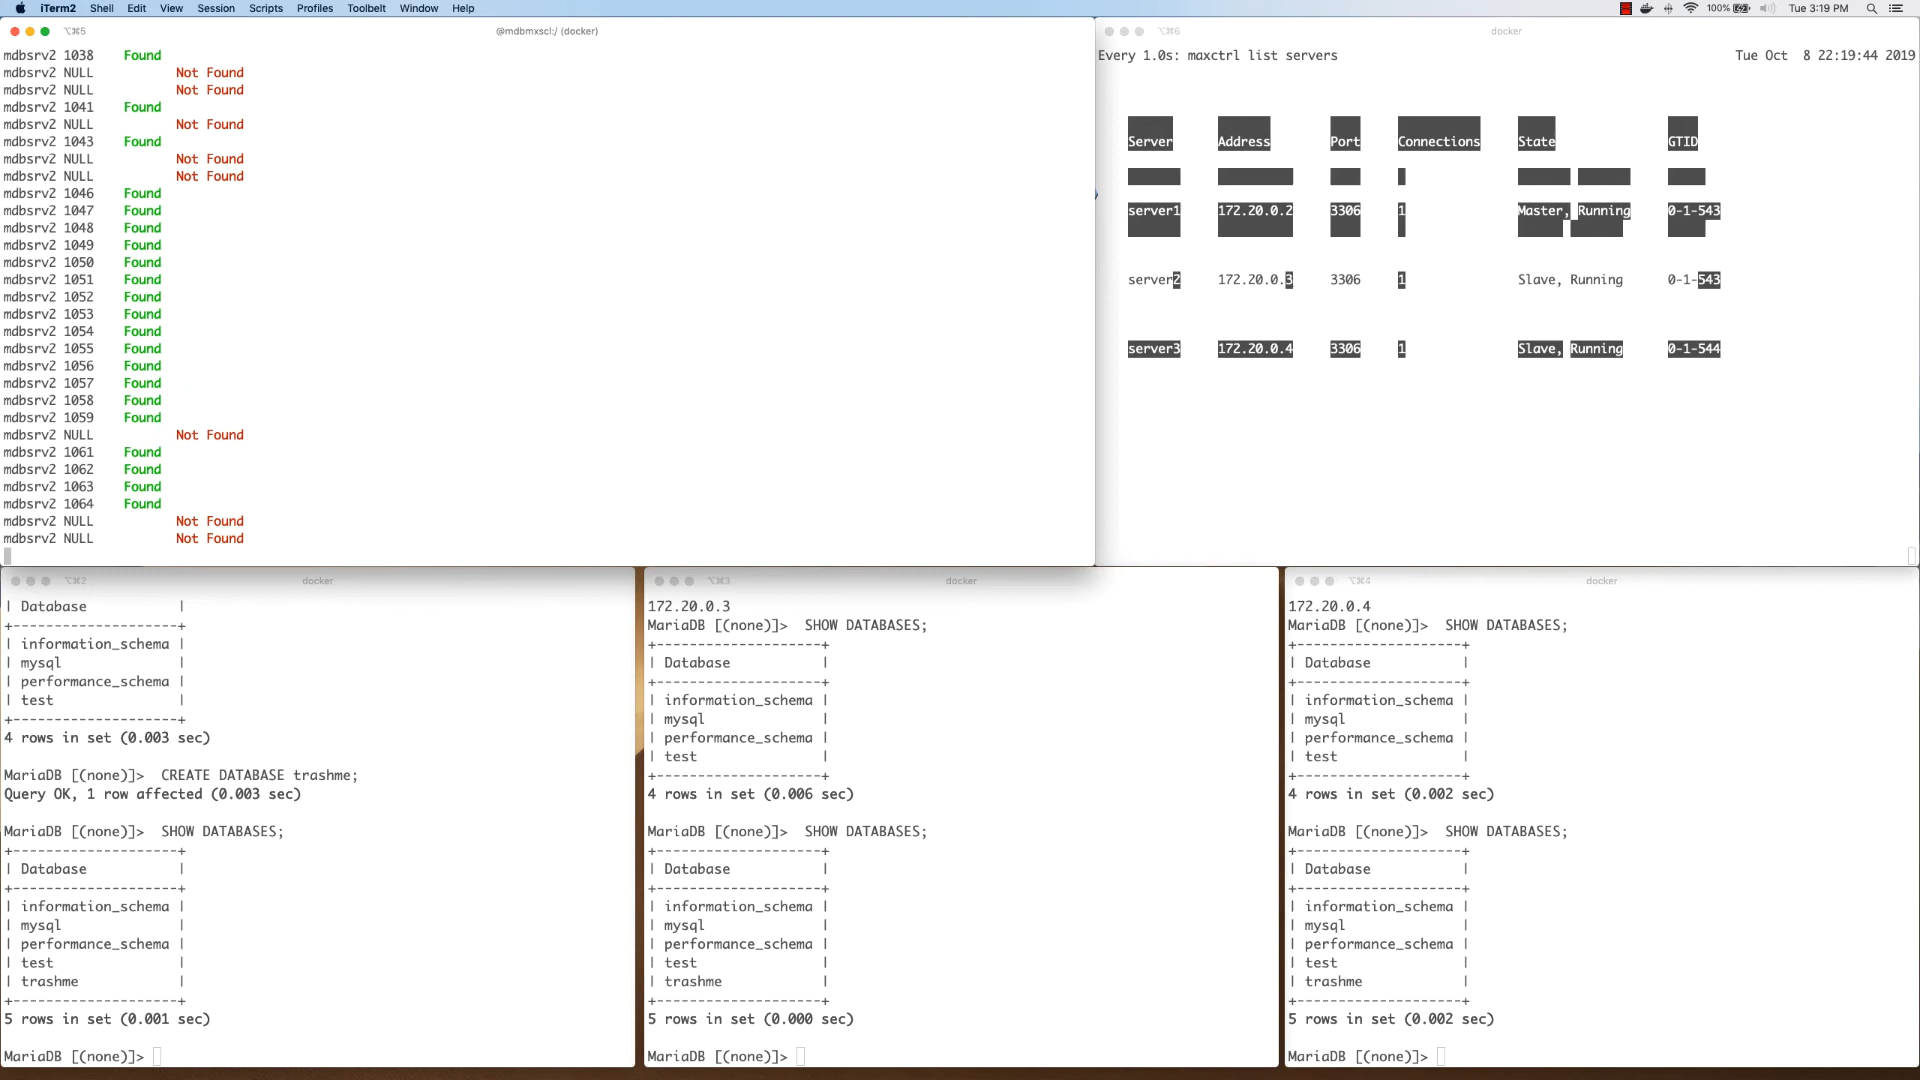 iTerm2 Shell Edit View Session Scripts Profiles Toolbelt Window Help
100% Tue 3:19 PM
⌥⌘5 @mdbmxscl:/ (docker)
mdbsrv2 1038 Found
mdbsrv2 NULL Not Found
mdbsrv2 NULL Not Found
mdbsrv2 1041 Found
mdbsrv2 NULL Not Found
mdbsrv2 1043 Found
mdbsrv2 NULL Not Found
mdbsrv2 NULL Not Found
mdbsrv2 1046 Found
mdbsrv2 1047 Found
mdbsrv2 1048 Found
mdbsrv2 1049 Found
mdbsrv2 1050 Found
mdbsrv2 1051 Found
mdbsrv2 1052 Found
mdbsrv2 1053 Found
mdbsrv2 1054 Found
mdbsrv2 1055 Found
mdbsrv2 1056 Found
mdbsrv2 1057 Found
mdbsrv2 1058 Found
mdbsrv2 1059 Found
mdbsrv2 NULL Not Found
mdbsrv2 1061 Found
mdbsrv2 1062 Found
mdbsrv2 1063 Found
mdbsrv2 1064 Found
mdbsrv2 NULL Not Found
mdbsrv2 NULL Not Found
⌥⌘6 docker
Every 1.0s: maxctrl list servers Tue Oct  8 22:19:44 2019
Server Address Port Connections State GTID
server1 172.20.0.2 3306 1 Master, Running 0-1-543
server2 172.20.0.3 3306 1 Slave, Running 0-1-543
server3 172.20.0.4 3306 1 Slave, Running 0-1-544
⌥⌘2 docker
| Database           |
+--------------------+
| information_schema |
| mysql              |
| performance_schema |
| test               |
+--------------------+
4 rows in set (0.003 sec)
MariaDB [(none)]>  CREATE DATABASE trashme;
Query OK, 1 row affected (0.003 sec)
MariaDB [(none)]>  SHOW DATABASES;
+--------------------+
| Database           |
+--------------------+
| information_schema |
| mysql              |
| performance_schema |
| test               |
| trashme            |
+--------------------+
5 rows in set (0.001 sec)
MariaDB [(none)]>
⌥⌘3 docker
172.20.0.3
MariaDB [(none)]>  SHOW DATABASES;
+--------------------+
| Database           |
+--------------------+
| information_schema |
| mysql              |
| performance_schema |
| test               |
+--------------------+
4 rows in set (0.006 sec)
MariaDB [(none)]>  SHOW DATABASES;
+--------------------+
| Database           |
+--------------------+
| information_schema |
| mysql              |
| performance_schema |
| test               |
| trashme            |
+--------------------+
5 rows in set (0.000 sec)
MariaDB [(none)]>
⌥⌘4 docker
172.20.0.4
MariaDB [(none)]>  SHOW DATABASES;
+--------------------+
| Database           |
+--------------------+
| information_schema |
| mysql              |
| performance_schema |
| test               |
+--------------------+
4 rows in set (0.002 sec)
MariaDB [(none)]>  SHOW DATABASES;
+--------------------+
| Database           |
+--------------------+
| information_schema |
| mysql              |
| performance_schema |
| test               |
| trashme            |
+--------------------+
5 rows in set (0.002 sec)
MariaDB [(none)]>